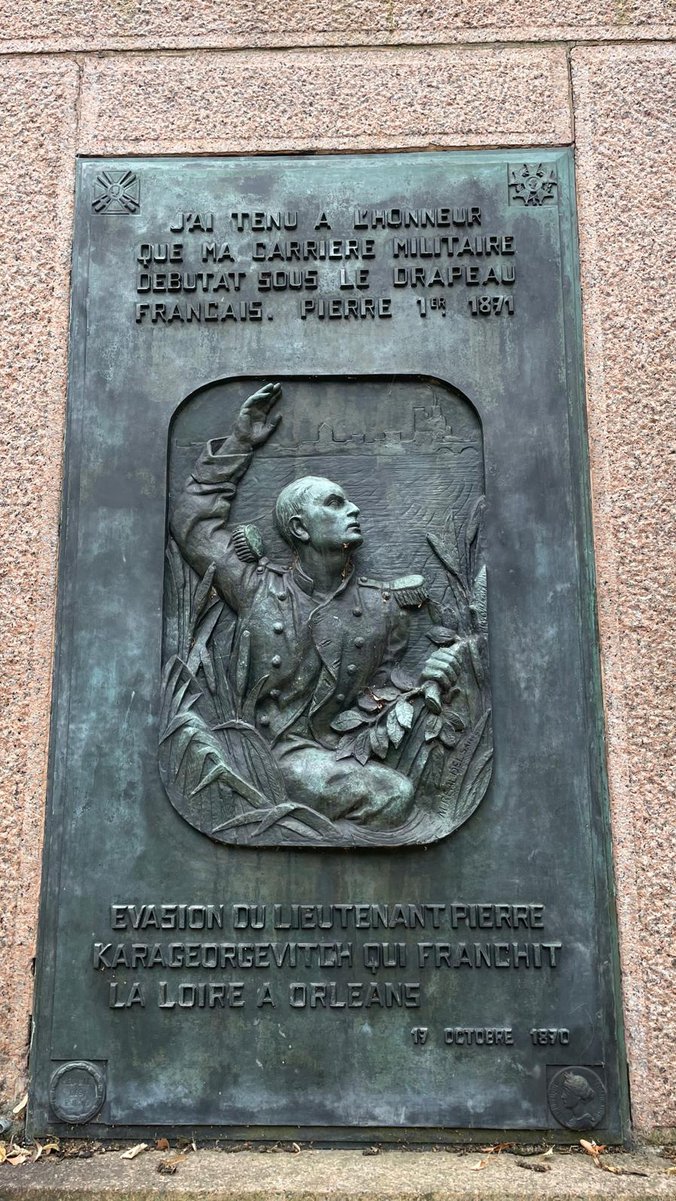 J'AI TENU A L'HONNEUR
QUE MA CARRIERE MILITAIRE
DEBUTAT SOUS LE DRAPEAU
FRANCAIS. PIERRE 1ER 1871
EVASION DU LIEUTENANT PIERRE
KARAGEORGEVITCH QUI FRANCHIT
LA LOIRE A ORLEANS
17 OCTOBRE 1870